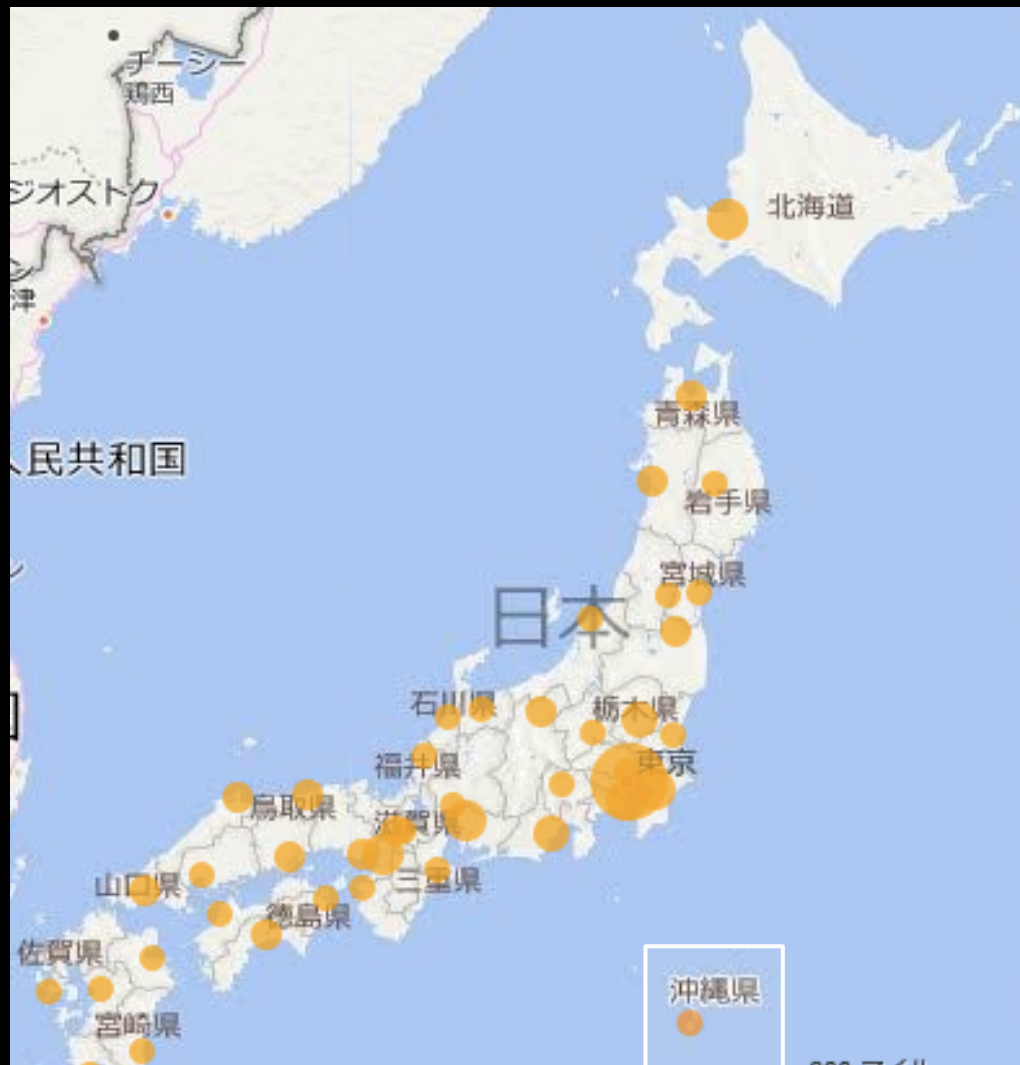 チーシー
鶏西
ジオストク
津
人民共和国
日本
北海道
青森県
岩手県
宮城県
石川県
栃木県
福井県
東京
鳥取県
滋賀県
三重県
山口県
徳島県
佐賀県
宮崎県
沖縄県